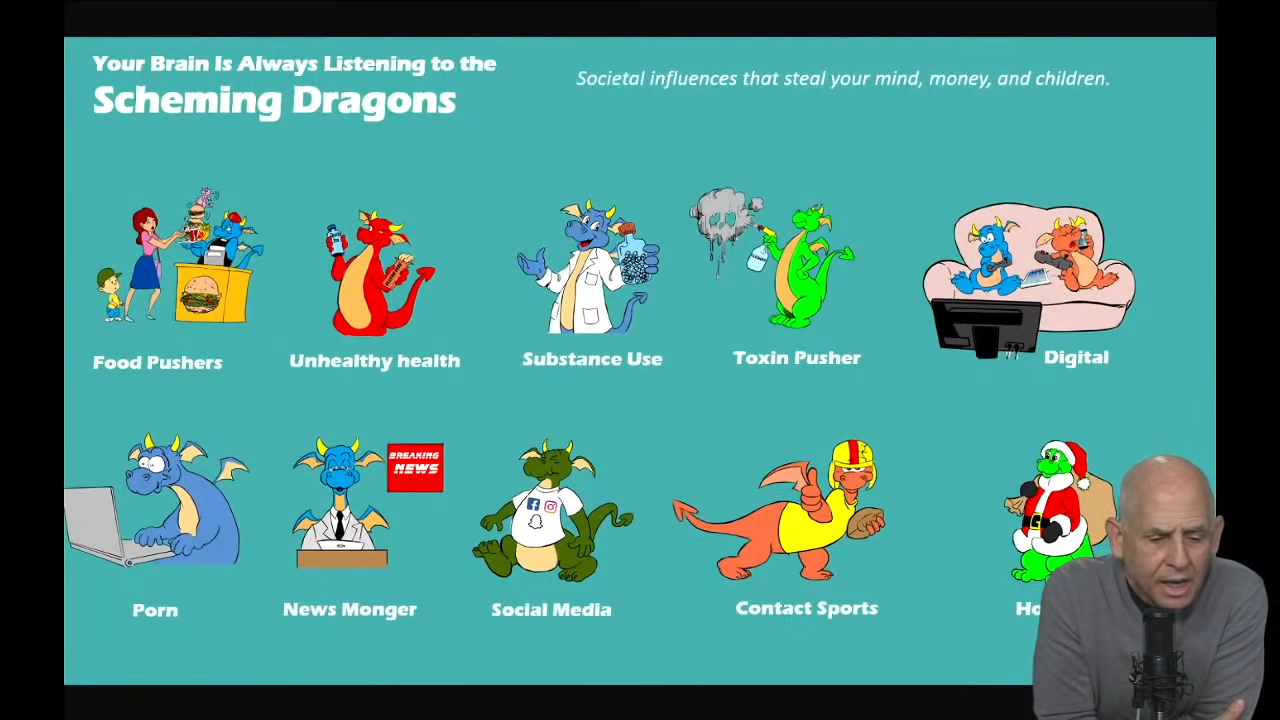 Your Brain Is Always Listening to the
Scheming Dragons
Societal influences that steal your mind, money, and children.
Food Pushers
Unhealthy health
Substance Use
Toxin Pusher
Digital
BREAKING
NEWS
Porn
News Monger
Social Media
Contact Sports